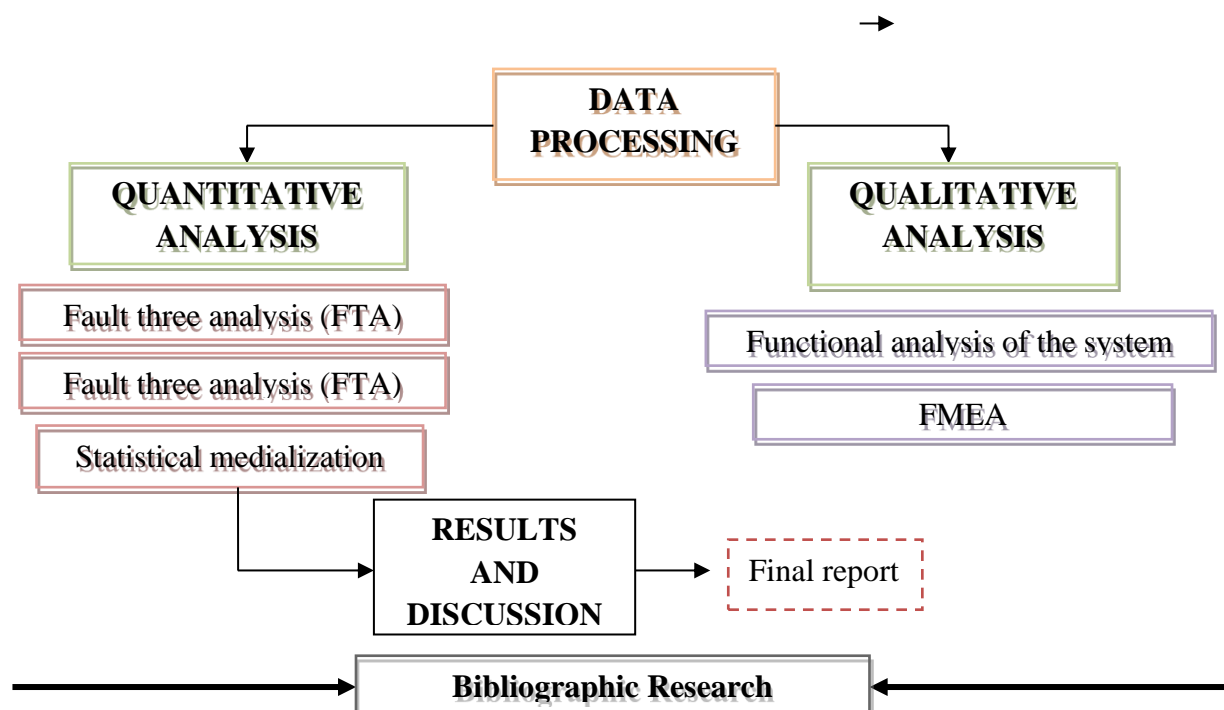 DATA
PROCESSING
QUANTITATIVE
ANALYSIS
QUALITATIVE
ANALYSIS
Fault three analysis (FTA)
Fault three analysis (FTA)
Statistical medialization
Functional analysis of the system
FMEA
RESULTS
AND
DISCUSSION
Final report
Bibliographic Research